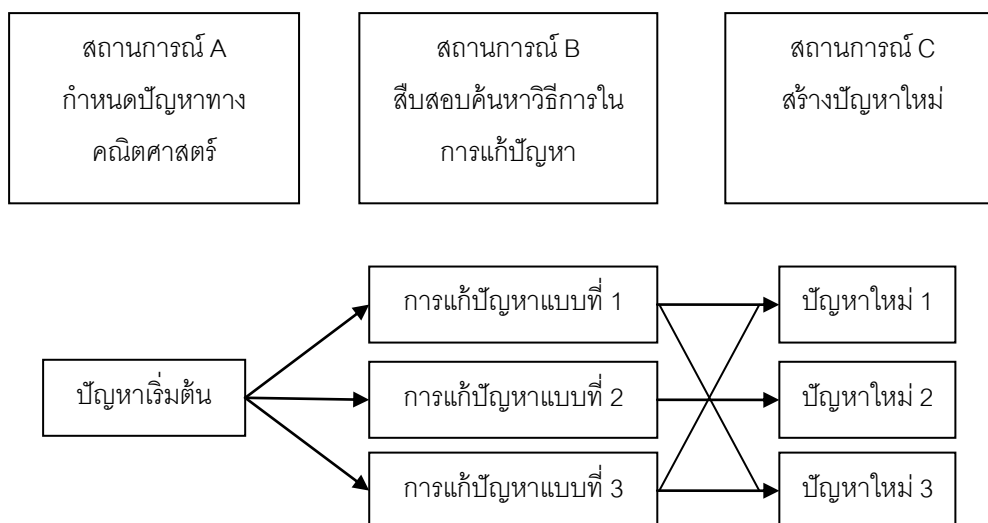 สถานการณ์ A
กำหนดปัญหาทาง
คณิตศาสตร์
สถานการณ์ B
สืบสอบค้นหาวิธีการใน
การแก้ปัญหา
สถานการณ์ C
สร้างปัญหาใหม่
ปัญหาเริ่มต้น
การแก้ปัญหาแบบที่ 1
การแก้ปัญหาแบบที่ 2
การแก้ปัญหาแบบที่ 3
ปัญหาใหม่ 1
ปัญหาใหม่ 2
ปัญหาใหม่ 3